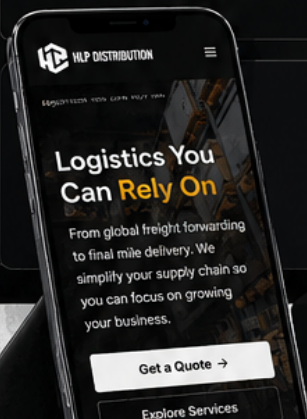 HLP DISTRIBUTION
Logistics You
Can Rely On
From global freight forwarding
to final mile delivery. We
simplify your supply chain so
you can focus on growing
your business.
Get a Quote →
Explore Services